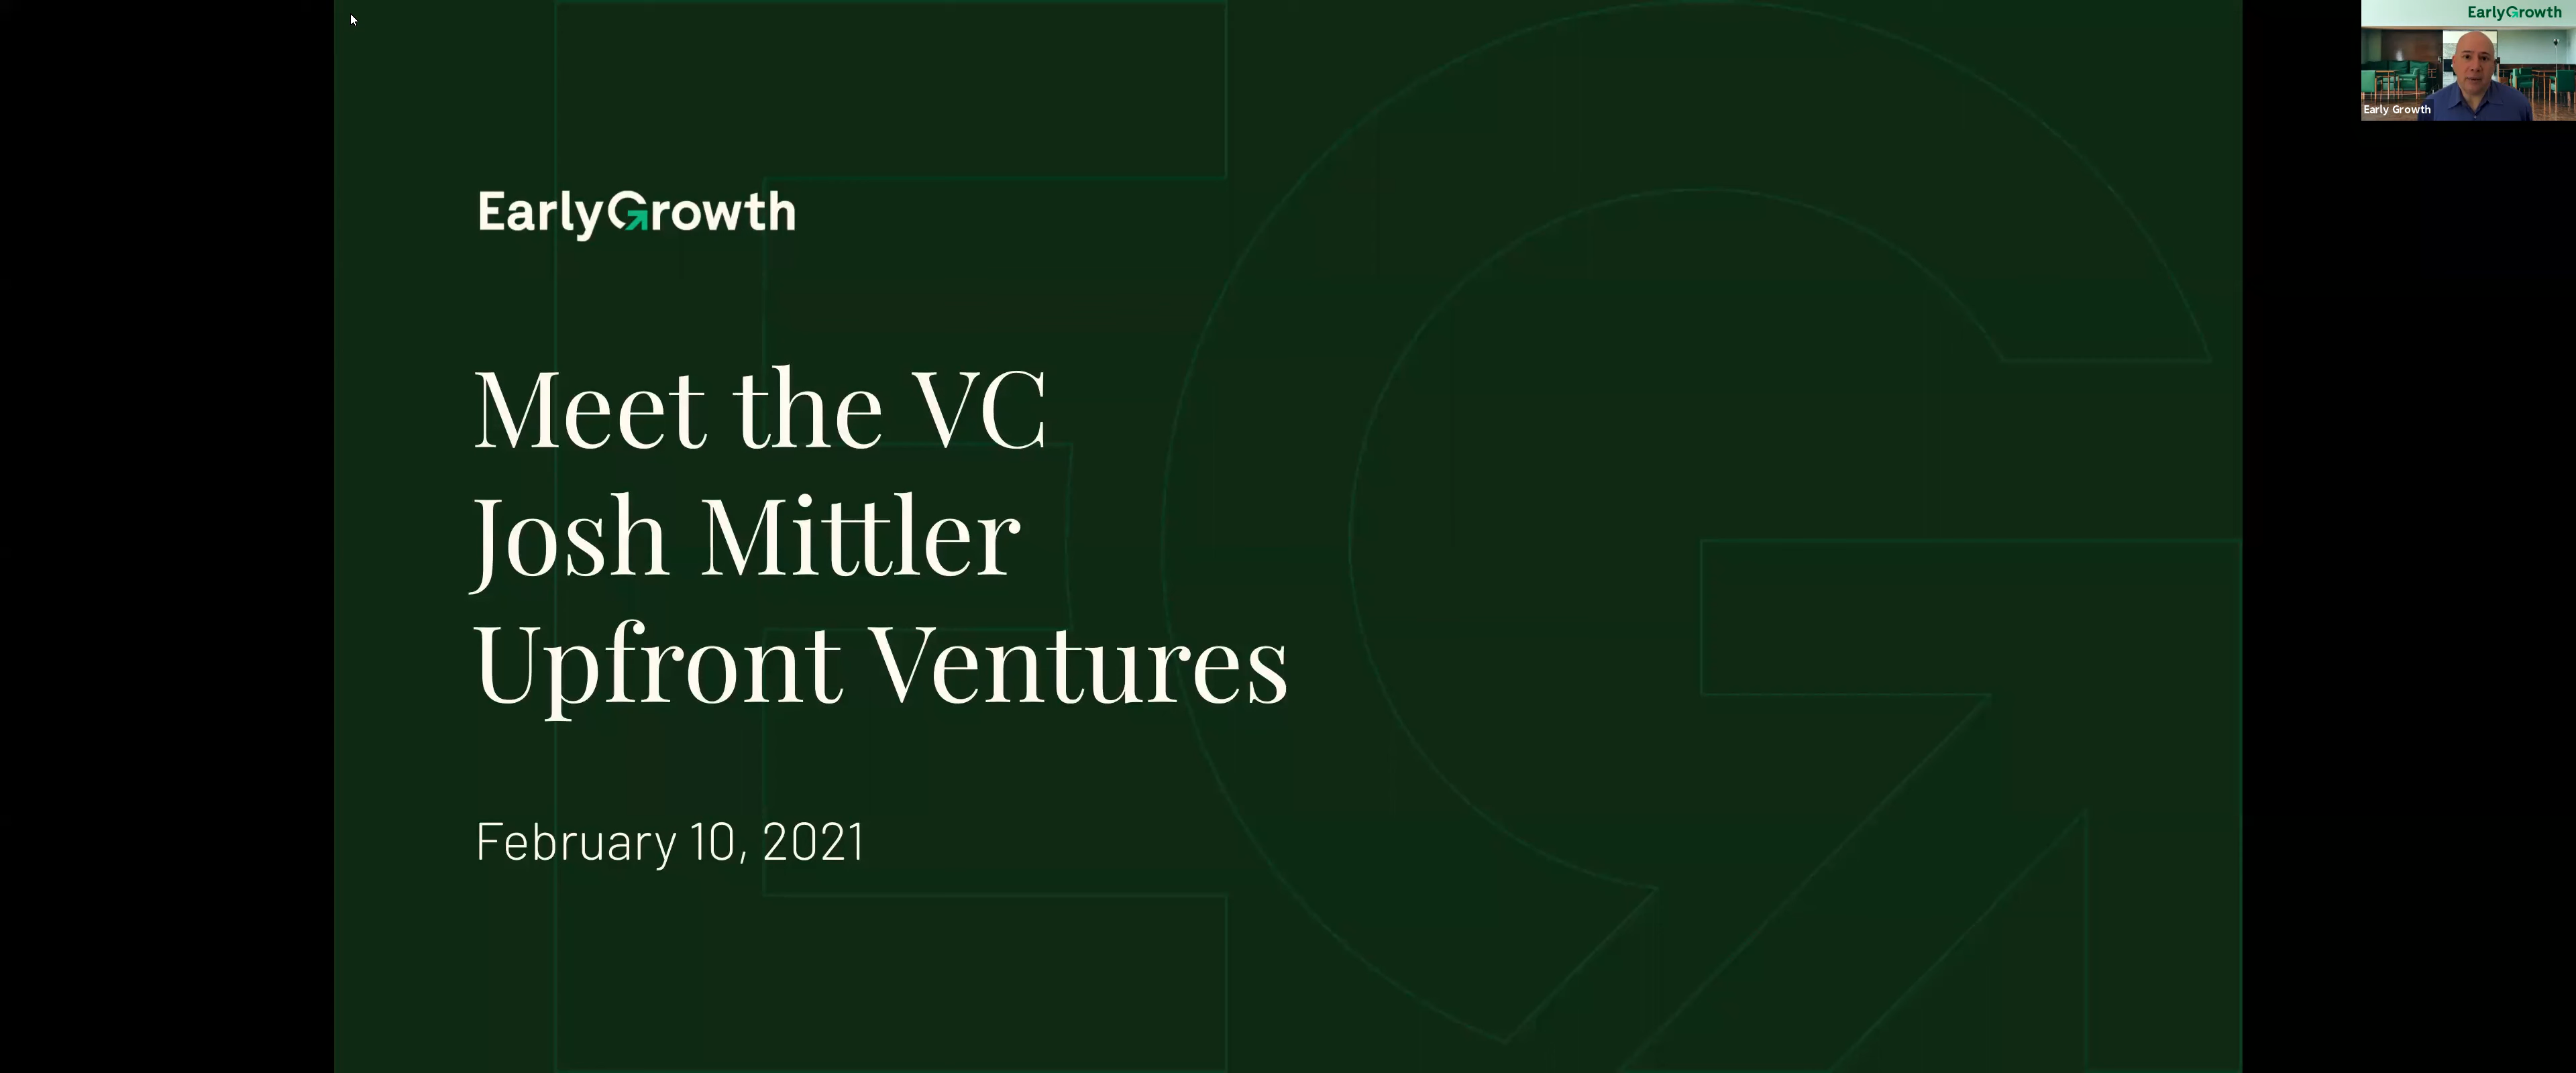 EarlyGrowth
Meet the VC
Josh Mittler
Upfront Ventures
February 10, 2021
EarlyGrowth
Early Growth